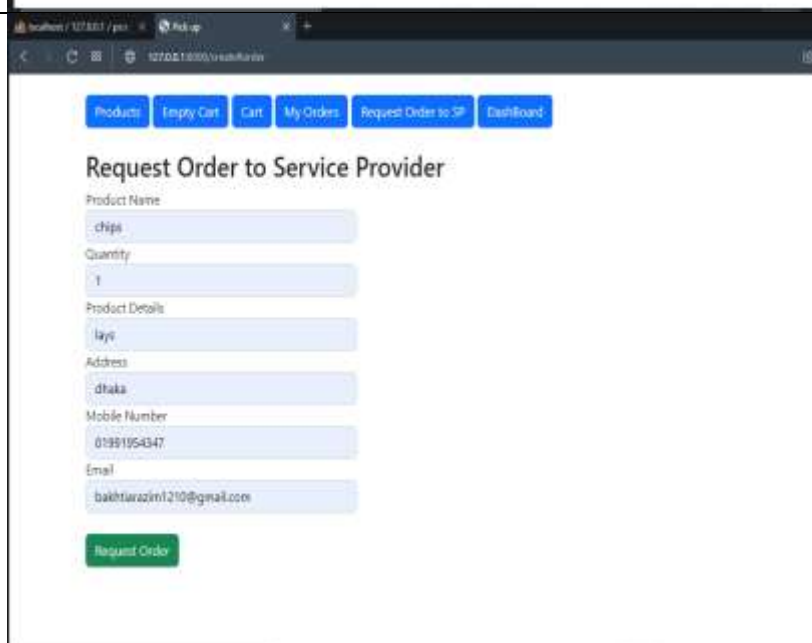 Pick up
Products Empty Cart Cart My Orders Request Order to SP DashBoard
Request Order to Service Provider
Product Name
chips
Quantity
1
Product Details
lays
Address
dhaka
Mobile Number
01991954347
Email
bakhtiarazim1210@gmail.com
Request Order